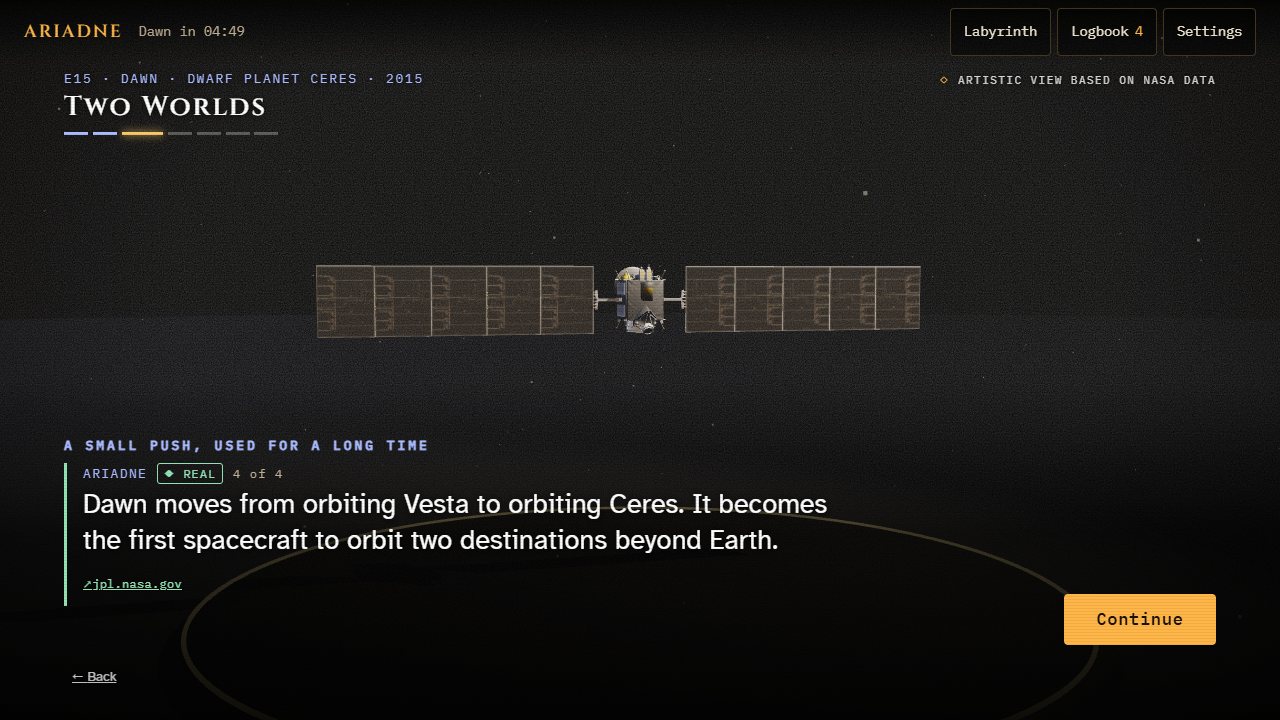 ARIADNE Dawn in 04:49 Labyrinth Logbook 4 Settings
E15 · DAWN · DWARF PLANET CERES · 2015
◇ ARTISTIC VIEW BASED ON NASA DATA
Two Worlds
A SMALL PUSH, USED FOR A LONG TIME
ARIADNE ◆ REAL 4 of 4
Dawn moves from orbiting Vesta to orbiting Ceres. It becomes
the first spacecraft to orbit two destinations beyond Earth.
↗jpl.nasa.gov
Continue
← Back